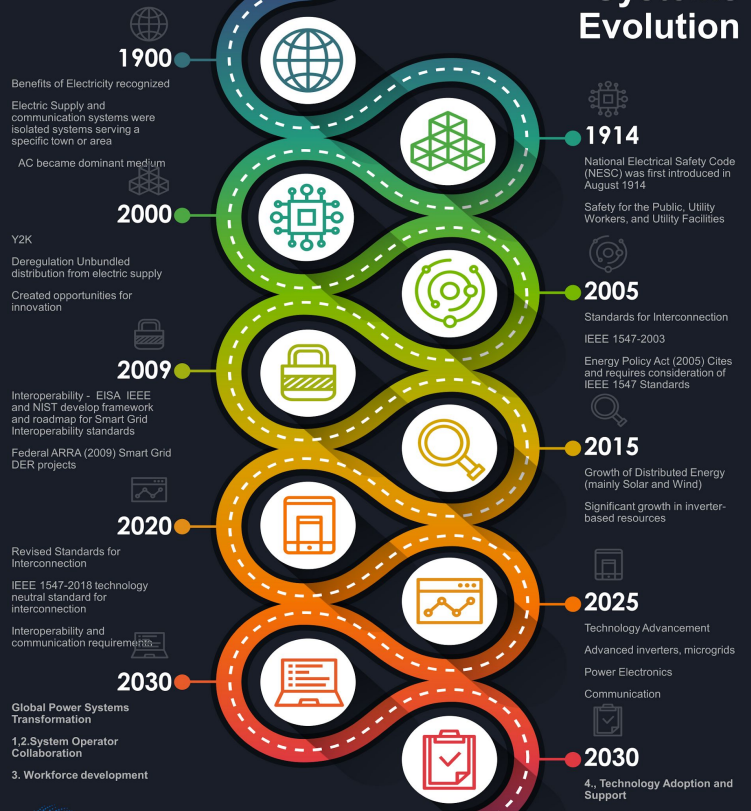 Evolution
1900
Benefits of Electricity recognized
Electric Supply and
communication systems were
isolated systems serving a
specific town or area
AC became dominant medium
1914
National Electrical Safety Code
(NESC) was first introduced in
August 1914
Safety for the Public, Utility
Workers, and Utility Facilities
2000
Y2K
Deregulation Unbundled
distribution from electric supply
Created opportunities for
innovation
2005
Standards for Interconnection
IEEE 1547-2003
Energy Policy Act (2005) Cites
and requires consideration of
IEEE 1547 Standards
2009
Interoperability - EISA IEEE
and NIST develop framework
and roadmap for Smart Grid
Interoperability standards
Federal ARRA (2009) Smart Grid
DER projects
2015
Growth of Distributed Energy
(mainly Solar and Wind)
Significant growth in inverter-
based resources
2020
Revised Standards for
Interconnection
IEEE 1547-2018 technology
neutral standard for
interconnection
Interoperability and
communication requirements
2025
Technology Advancement
Advanced inverters, microgrids
Power Electronics
Communication
2030
Global Power Systems
Transformation
1,2.System Operator
Collaboration
3. Workforce development
2030
4., Technology Adoption and
Support